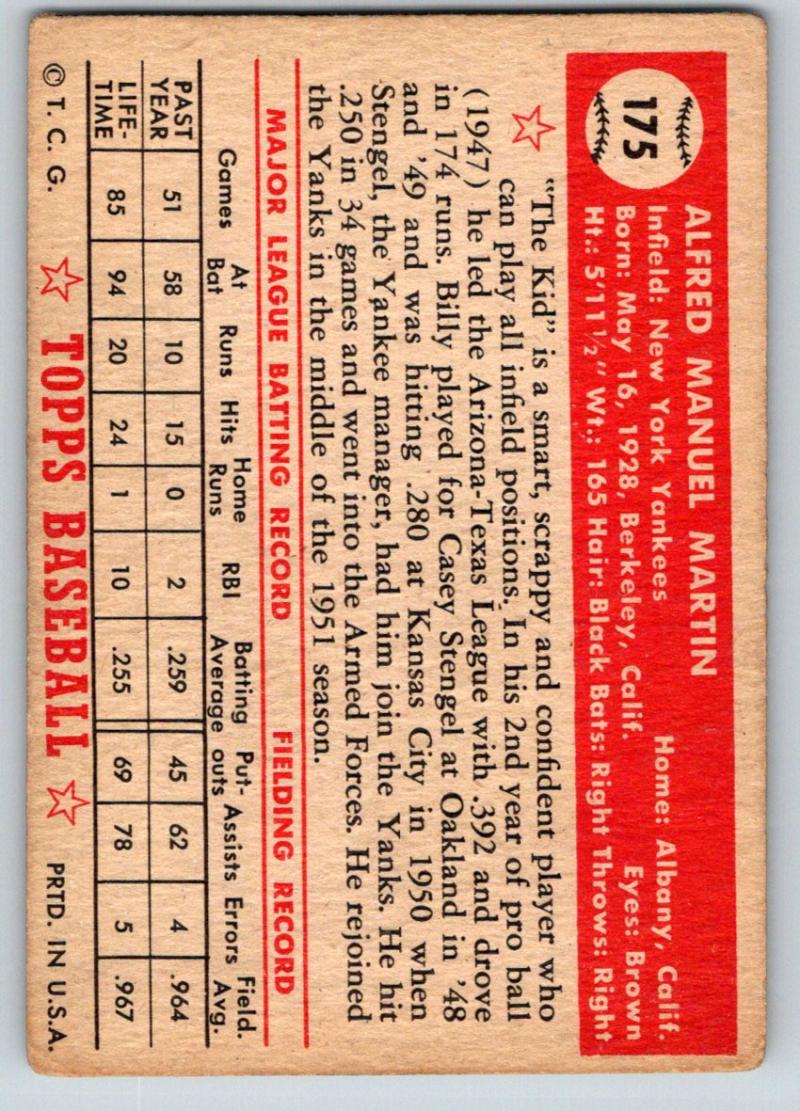 175
ALFRED MANUEL MARTIN
Infield: New York Yankees Home: Albany, Calif.
Born: May 16, 1928, Berkeley, Calif. Eyes: Brown
Ht.: 5'11½" Wt.: 165 Hair: Black Bats: Right Throws: Right
"The Kid" is a smart, scrappy and confident player who
can play all infield positions. In his 2nd year of pro ball
(1947) he led the Arizona-Texas League with .392 and drove
in 174 runs. Billy played for Casey Stengel at Oakland in '48
and '49 and was hitting .280 at Kansas City in 1950 when
Stengel, the Yankee manager, had him join the Yanks. He hit
.250 in 34 games and went into the Armed Forces. He rejoined
the Yanks in the middle of the 1951 season.
MAJOR LEAGUE BATTING RECORD FIELDING RECORD
Games At Bat Runs Hits Home Runs RBI Batting Average Put-outs Assists Errors Field. Avg.
PAST YEAR 51 58 10 15 0 2 .259 45 62 4 .964
LIFE-TIME 85 94 20 24 1 10 .255 69 78 5 .967
© T. C. G. TOPPS BASEBALL PRTD. IN U.S.A.